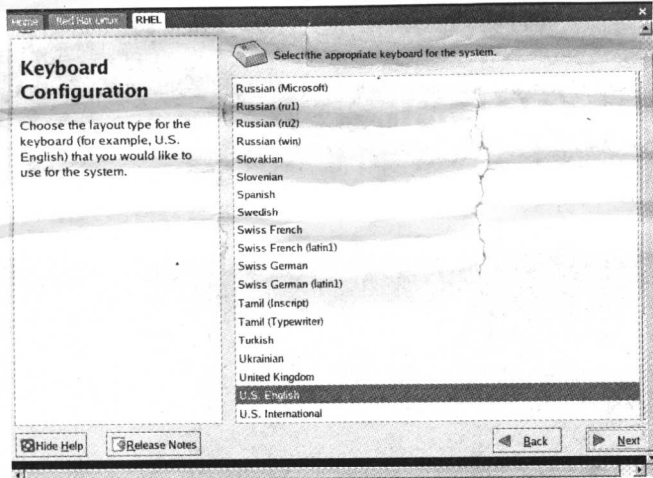 Home Red Hat Linux RHEL
Keyboard Configuration
Choose the layout type for the
keyboard (for example, U.S.
English) that you would like to
use for the system.
Select the appropriate keyboard for the system.
Russian (Microsoft)
Russian (ru1)
Russian (ru2)
Russian (win)
Slovakian
Slovenian
Spanish
Swedish
Swiss French
Swiss French (latin1)
Swiss German
Swiss German (latin1)
Tamil (Inscript)
Tamil (Typewriter)
Turkish
Ukrainian
United Kingdom
U.S. English
U.S. International
Hide Help
Release Notes
Back
Next